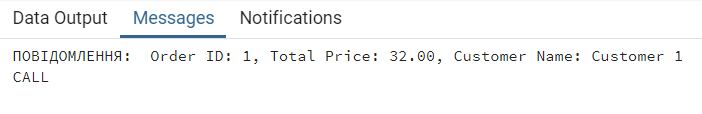 Data Output Messages Notifications
ПОВІДОМЛЕННЯ:  Order ID: 1, Total Price: 32.00, Customer Name: Customer 1
CALL